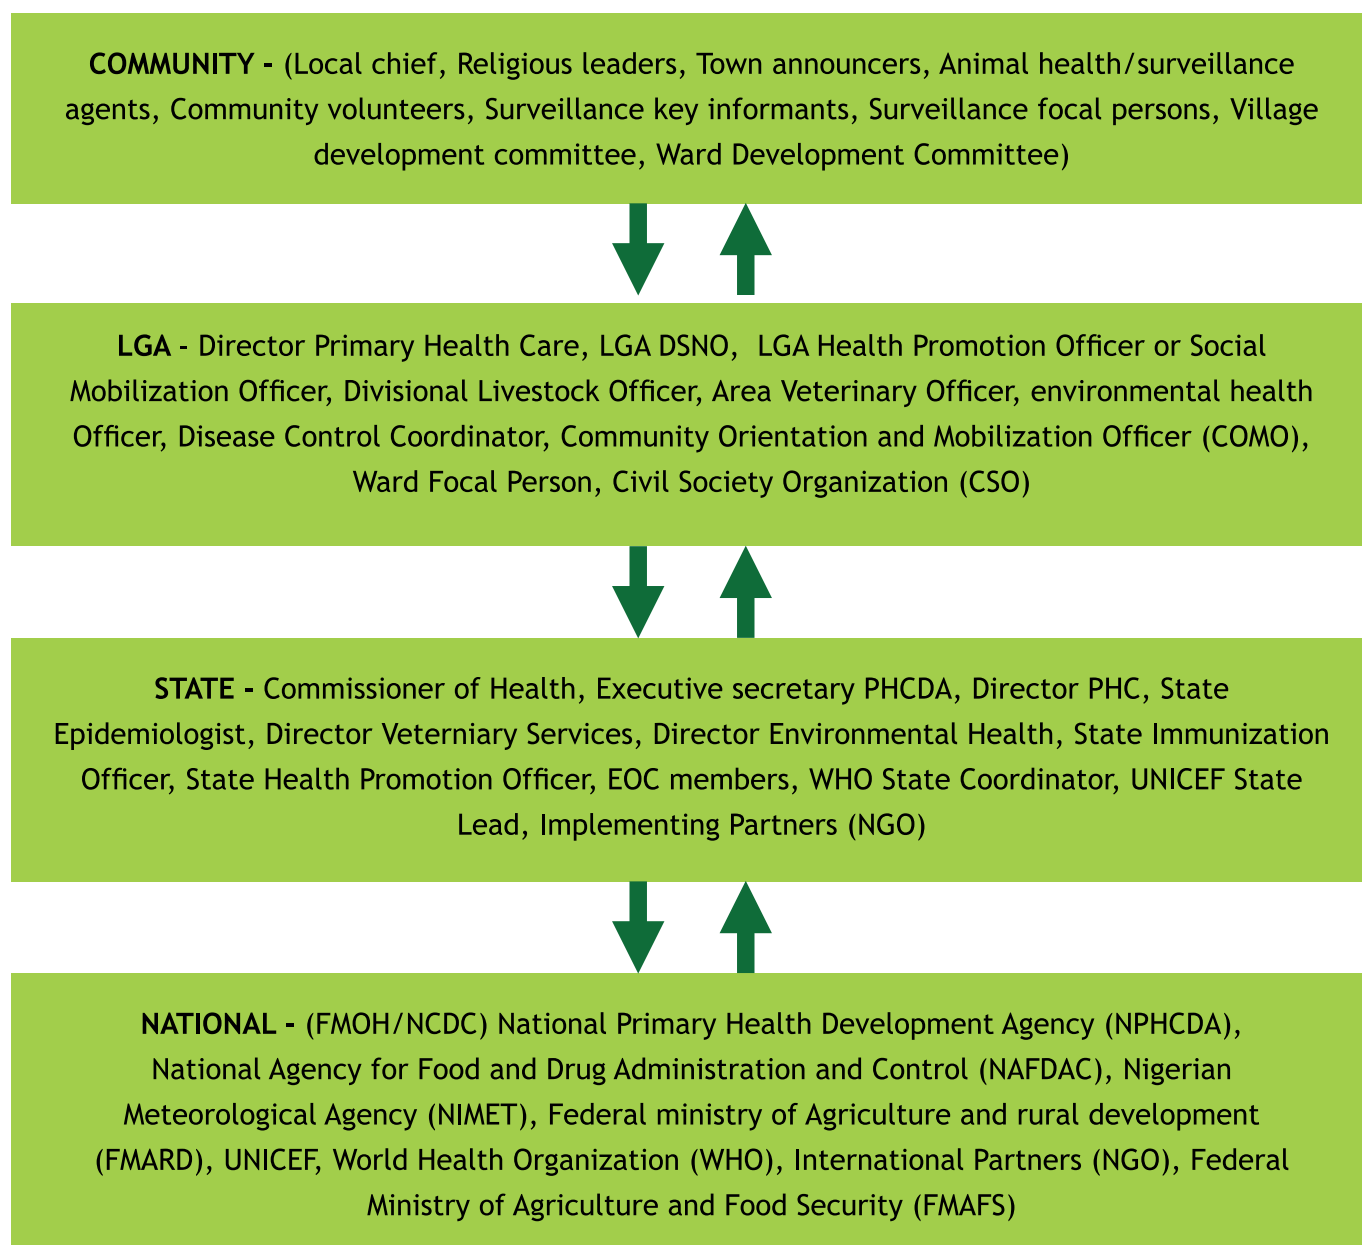 COMMUNITY - (Local chief, Religious leaders, Town announcers, Animal health/surveillance
agents, Community volunteers, Surveillance key informants, Surveillance focal persons, Village
development committee, Ward Development Committee)
LGA - Director Primary Health Care, LGA DSNO, LGA Health Promotion Officer or Social
Mobilization Officer, Divisional Livestock Officer, Area Veterinary Officer, environmental health
Officer, Disease Control Coordinator, Community Orientation and Mobilization Officer (COMO),
Ward Focal Person, Civil Society Organization (CSO)
STATE - Commissioner of Health, Executive secretary PHCDA, Director PHC, State
Epidemiologist, Director Veterniary Services, Director Environmental Health, State Immunization
Officer, State Health Promotion Officer, EOC members, WHO State Coordinator, UNICEF State
Lead, Implementing Partners (NGO)
NATIONAL - (FMOH/NCDC) National Primary Health Development Agency (NPHCDA),
National Agency for Food and Drug Administration and Control (NAFDAC), Nigerian
Meteorological Agency (NIMET), Federal ministry of Agriculture and rural development
(FMARD), UNICEF, World Health Organization (WHO), International Partners (NGO), Federal
Ministry of Agriculture and Food Security (FMAFS)